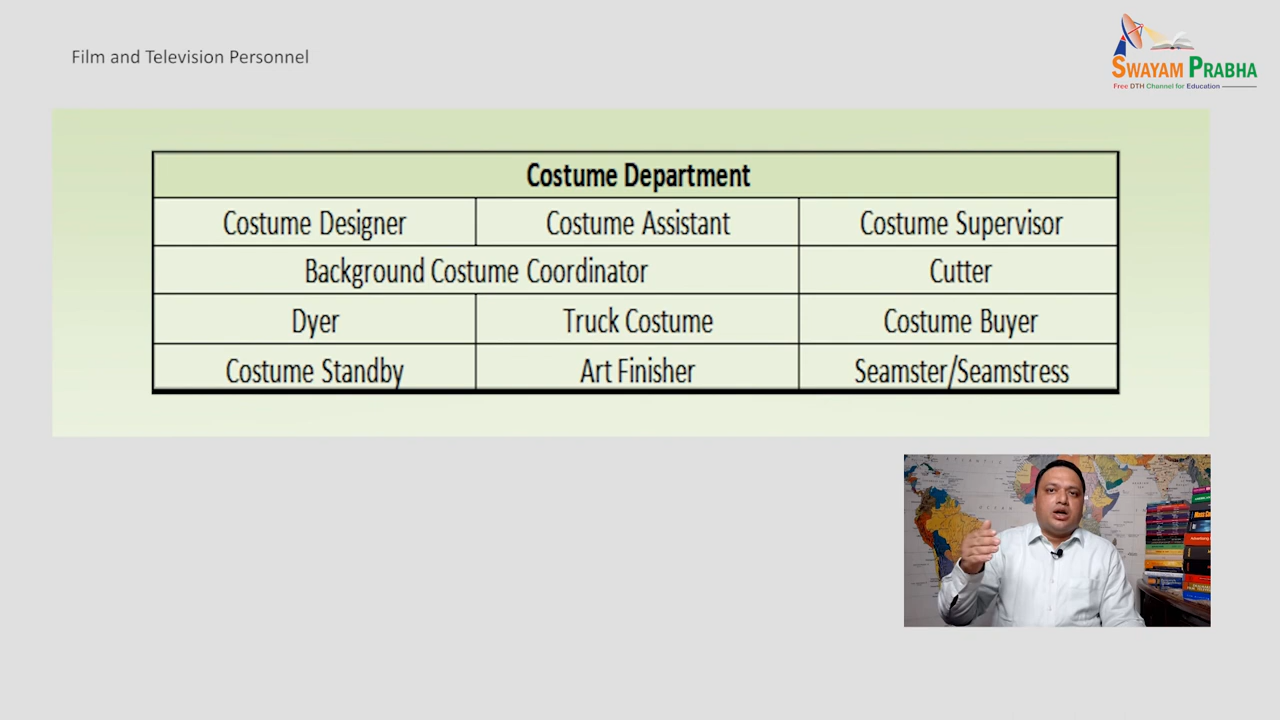 Film and Television Personnel
SWAYAM PRABHA
Free DTH Channel for Education
Costume Department
Costume Designer Costume Assistant Costume Supervisor
Background Costume Coordinator Cutter
Dyer Truck Costume Costume Buyer
Costume Standby Art Finisher Seamster/Seamstress